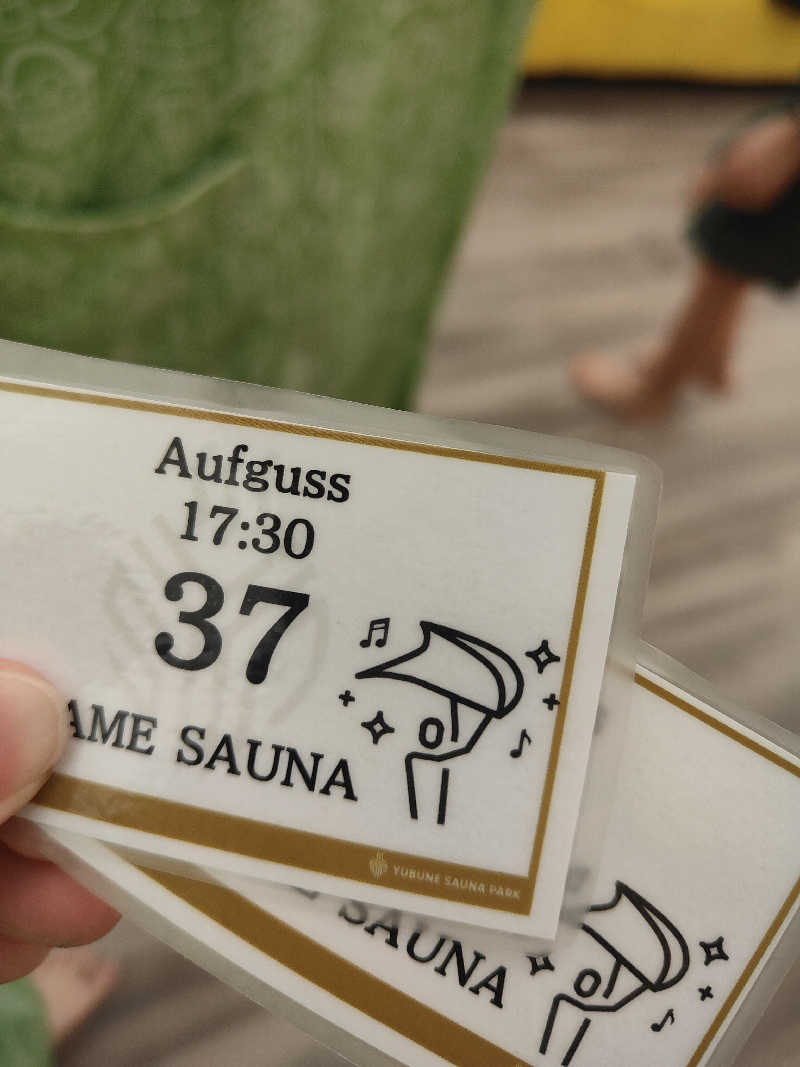 Aufguss
17:30
37
AME SAUNA
YUBUNE SAUNA PARK
SAUNA